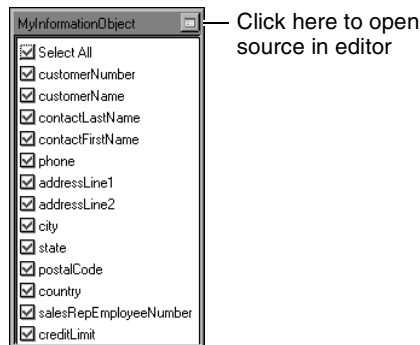 MyInformationObject
Click here to open
source in editor
Select All
customerNumber
customerName
contactLastName
contactFirstName
phone
addressLine1
addressLine2
city
state
postalCode
country
salesRepEmployeeNumber
creditLimit